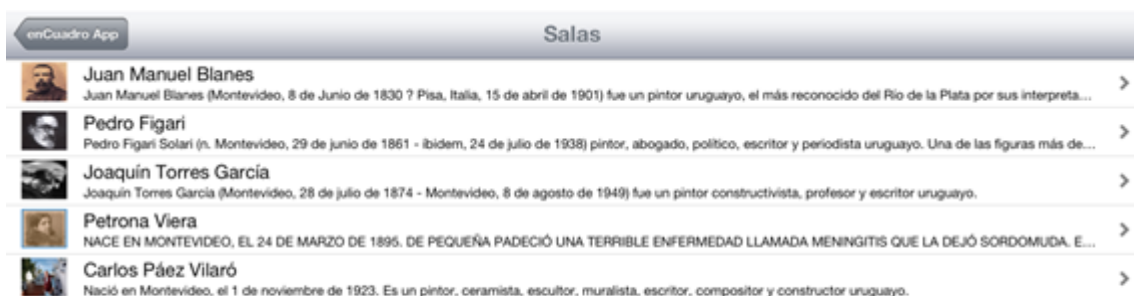 enCuadro App
Salas
Juan Manuel Blanes
Juan Manuel Blanes (Montevideo, 8 de Junio de 1830 ? Pisa, Italia, 15 de abril de 1901) fue un pintor uruguayo, el más reconocido del Río de la Plata por sus interpreta...
Pedro Figari
Pedro Figari Solari (n. Montevideo, 29 de junio de 1861 - ibidem, 24 de julio de 1938) pintor, abogado, político, escritor y periodista uruguayo. Una de las figuras más de...
Joaquín Torres García
Joaquín Torres García (Montevideo, 28 de julio de 1874 - Montevideo, 8 de agosto de 1949) fue un pintor constructivista, profesor y escritor uruguayo.
Petrona Viera
NACE EN MONTEVIDEO, EL 24 DE MARZO DE 1895. DE PEQUEÑA PADECIÓ UNA TERRIBLE ENFERMEDAD LLAMADA MENINGITIS QUE LA DEJÓ SORDOMUDA. E...
Carlos Páez Vilaró
Nació en Montevideo, el 1 de noviembre de 1923. Es un pintor, ceramista, escultor, muralista, escritor, compositor y constructor uruguayo.